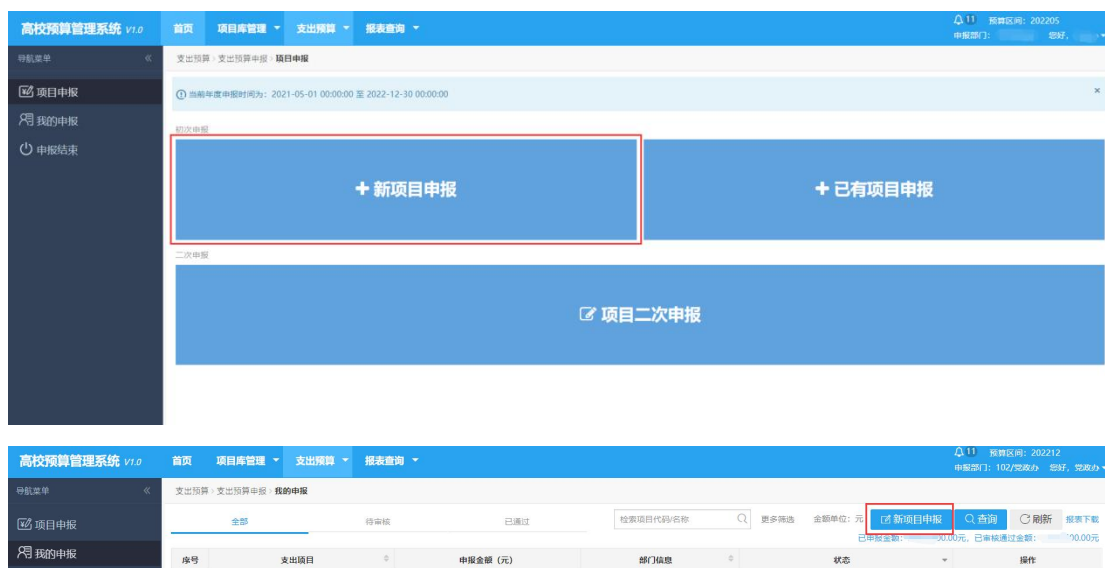 高校预算管理系统 V1.0 首页 项目库管理 支出预算 报表查询 11 预算区间: 202205
申报部门: 您好,
导航菜单 支出预算 › 支出预算申报 › 项目申报
项目申报
当前年度申报时间为: 2021-05-01 00:00:00 至 2022-12-30 00:00:00 ×
我的申报
初次申报
申报结束
+ 新项目申报 + 已有项目申报
二次申报
项目二次申报
高校预算管理系统 V1.0 首页 项目库管理 支出预算 报表查询 11 预算区间: 202212
申报部门: 102/党政办 您好, 党政办
导航菜单 支出预算 › 支出预算申报 › 我的申报
项目申报 全部 待审核 已通过 检索项目代码/名称 更多筛选 金额单位: 元 新项目申报 查询 刷新 报表下载
已申报金额: 00.00元, 已审核通过金额: 00.00元
我的申报 序号 支出项目 申报金额 (元) 部门信息 状态 操作